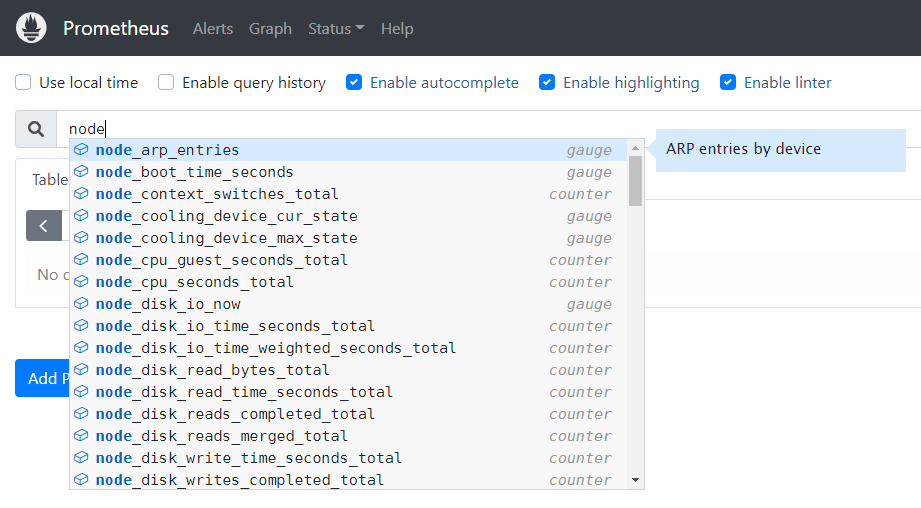 Prometheus Alerts Graph Status Help
Use local time Enable query history Enable autocomplete Enable highlighting Enable linter
node
node_arp_entries gauge
ARP entries by device
node_boot_time_seconds gauge
Table
node_context_switches_total counter
node_cooling_device_cur_state gauge
node_cooling_device_max_state gauge
node_cpu_guest_seconds_total counter
No
node_cpu_seconds_total counter
node_disk_io_now gauge
node_disk_io_time_seconds_total counter
node_disk_io_time_weighted_seconds_total counter
node_disk_read_bytes_total counter
Add P
node_disk_read_time_seconds_total counter
node_disk_reads_completed_total counter
node_disk_reads_merged_total counter
node_disk_write_time_seconds_total counter
node_disk_writes_completed_total counter